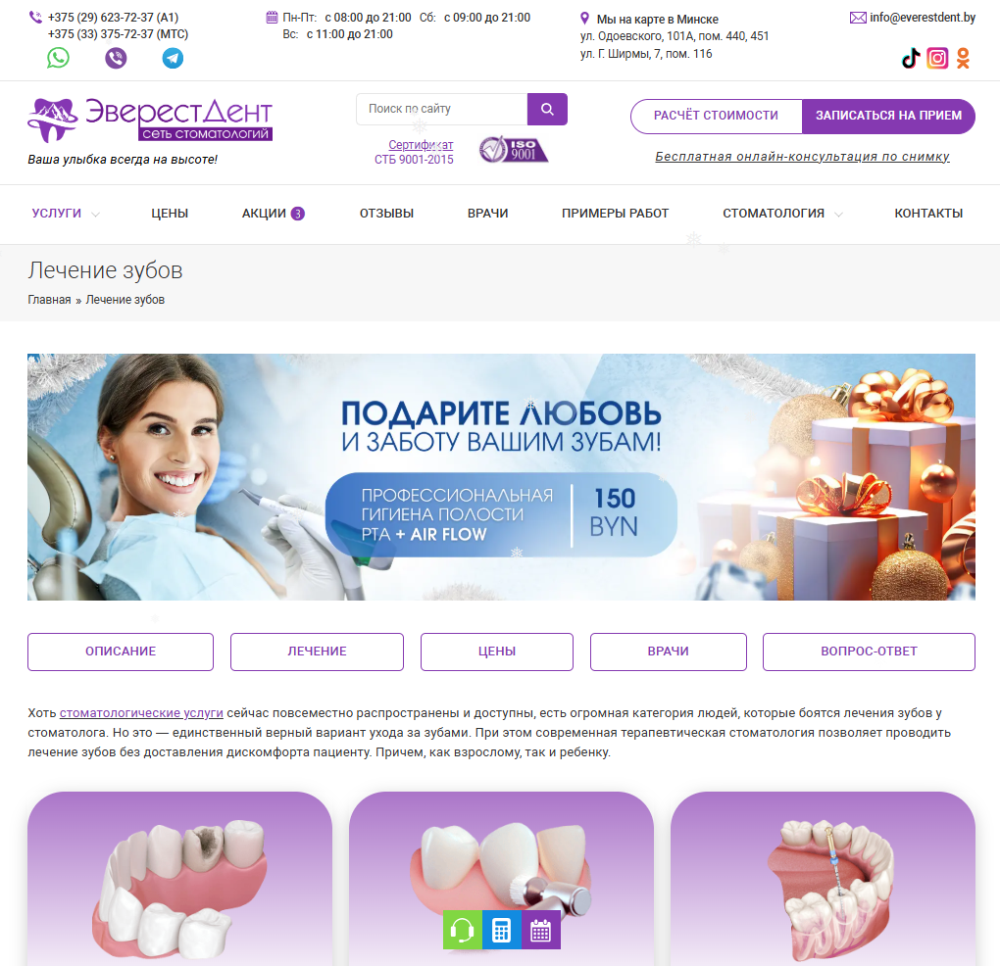 +375 (29) 623-72-37 (А1)
+375 (33) 375-72-37 (МТС)
Пн-Пт: с 08:00 до 21:00 Сб: с 09:00 до 21:00
Вс: с 11:00 до 21:00
Мы на карте в Минске
ул. Одоевского, 101А, пом. 440, 451
ул. Г. Ширмы, 7, пом. 116
info@everestdent.by
ЭверестДент
сеть стоматологий
Ваша улыбка всегда на высоте!
Поиск по сайту
Сертификат
СТБ 9001-2015
ISO
9001
РАСЧЁТ СТОИМОСТИ
ЗАПИСАТЬСЯ НА ПРИЕМ
Бесплатная онлайн-консультация по снимку
УСЛУГИ
ЦЕНЫ
АКЦИИ 3
ОТЗЫВЫ
ВРАЧИ
ПРИМЕРЫ РАБОТ
СТОМАТОЛОГИЯ
КОНТАКТЫ
Лечение зубов
Главная » Лечение зубов
ПОДАРИТЕ ЛЮБОВЬ
И ЗАБОТУ ВАШИМ ЗУБАМ!
ПРОФЕССИОНАЛЬНАЯ
ГИГИЕНА ПОЛОСТИ
РТА + AIR FLOW
150
BYN
ОПИСАНИЕ
ЛЕЧЕНИЕ
ЦЕНЫ
ВРАЧИ
ВОПРОС-ОТВЕТ
Хоть стоматологические услуги сейчас повсеместно распространены и доступны, есть огромная категория людей, которые боятся лечения зубов у
стоматолога. Но это — единственный верный вариант ухода за зубами. При этом современная терапевтическая стоматология позволяет проводить
лечение зубов без доставления дискомфорта пациенту. Причем, как взрослому, так и ребенку.